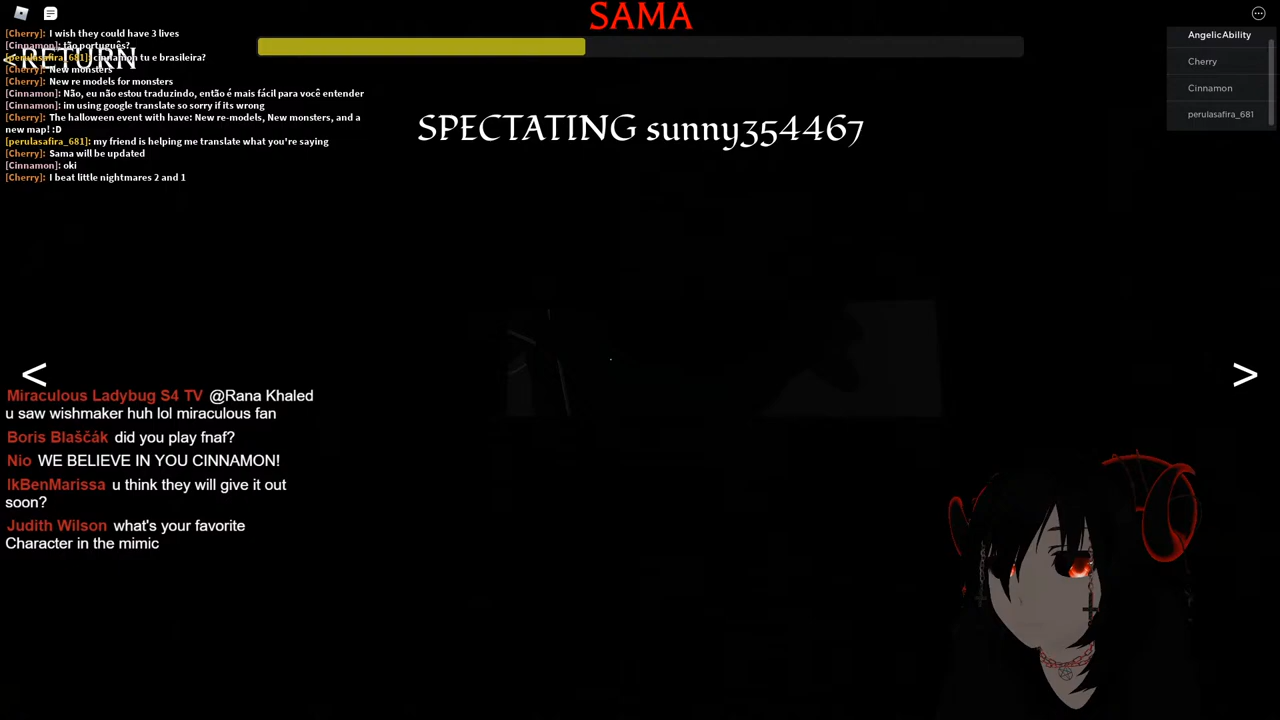 SAMA
[Cherry]: I wish they could have 3 lives
[Cinnamon]: tão português?
[perulasafira_681]: cinnamon tu e brasileira?
<RETURN
[Cherry]: New monsters
[Cherry]: New re models for monsters
[Cinnamon]: Não, eu não estou traduzindo, então é mais fácil para você entender
[Cinnamon]: im using google translate so sorry if its wrong
[Cherry]: The halloween event with have: New re-models, New monsters, and a
new map! :D
[perulasafira_681]: my friend is helping me translate what you're saying
[Cherry]: Sama will be updated
[Cinnamon]: oki
[Cherry]: I beat little nightmares 2 and 1
SPECTATING sunny354467
AngelicAbility
Cherry
Cinnamon
perulasafira_681
< >
Miraculous Ladybug S4 TV @Rana Khaled
u saw wishmaker huh lol miraculous fan
Boris Blaščák did you play fnaf?
Nio WE BELIEVE IN YOU CINNAMON!
IkBenMarissa u think they will give it out
soon?
Judith Wilson what's your favorite
Character in the mimic